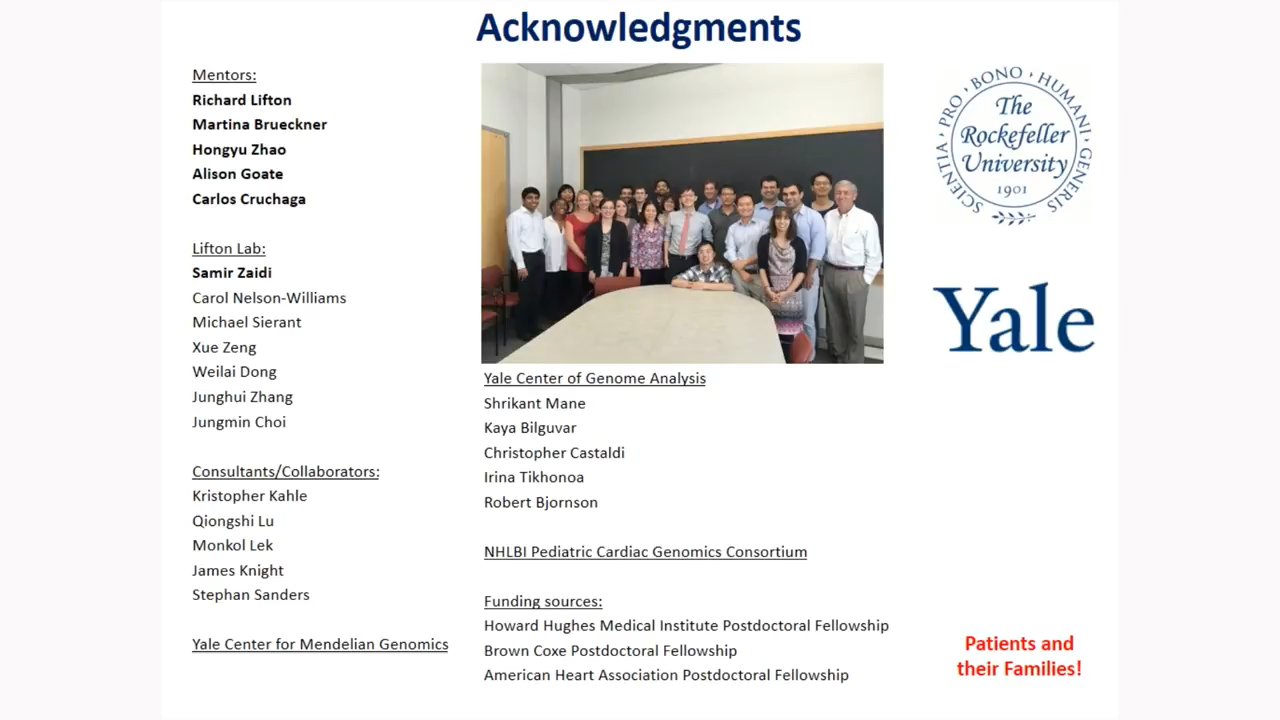 Acknowledgments
Mentors:
Richard Lifton
Martina Brueckner
Hongyu Zhao
Alison Goate
Carlos Cruchaga
Lifton Lab:
Samir Zaidi
Carol Nelson-Williams
Michael Sierant
Xue Zeng
Weilai Dong
Junghui Zhang
Jungmin Choi
Consultants/Collaborators:
Kristopher Kahle
Qiongshi Lu
Monkol Lek
James Knight
Stephan Sanders
Yale Center for Mendelian Genomics
Yale Center of Genome Analysis
Shrikant Mane
Kaya Bilguvar
Christopher Castaldi
Irina Tikhonoa
Robert Bjornson
NHLBI Pediatric Cardiac Genomics Consortium
Funding sources:
Howard Hughes Medical Institute Postdoctoral Fellowship
Brown Coxe Postdoctoral Fellowship
American Heart Association Postdoctoral Fellowship
SCIENTIA • PRO • BONO • HUMANI • GENERIS
The
Rockefeller
University
1901
Yale
Patients and
their Families!